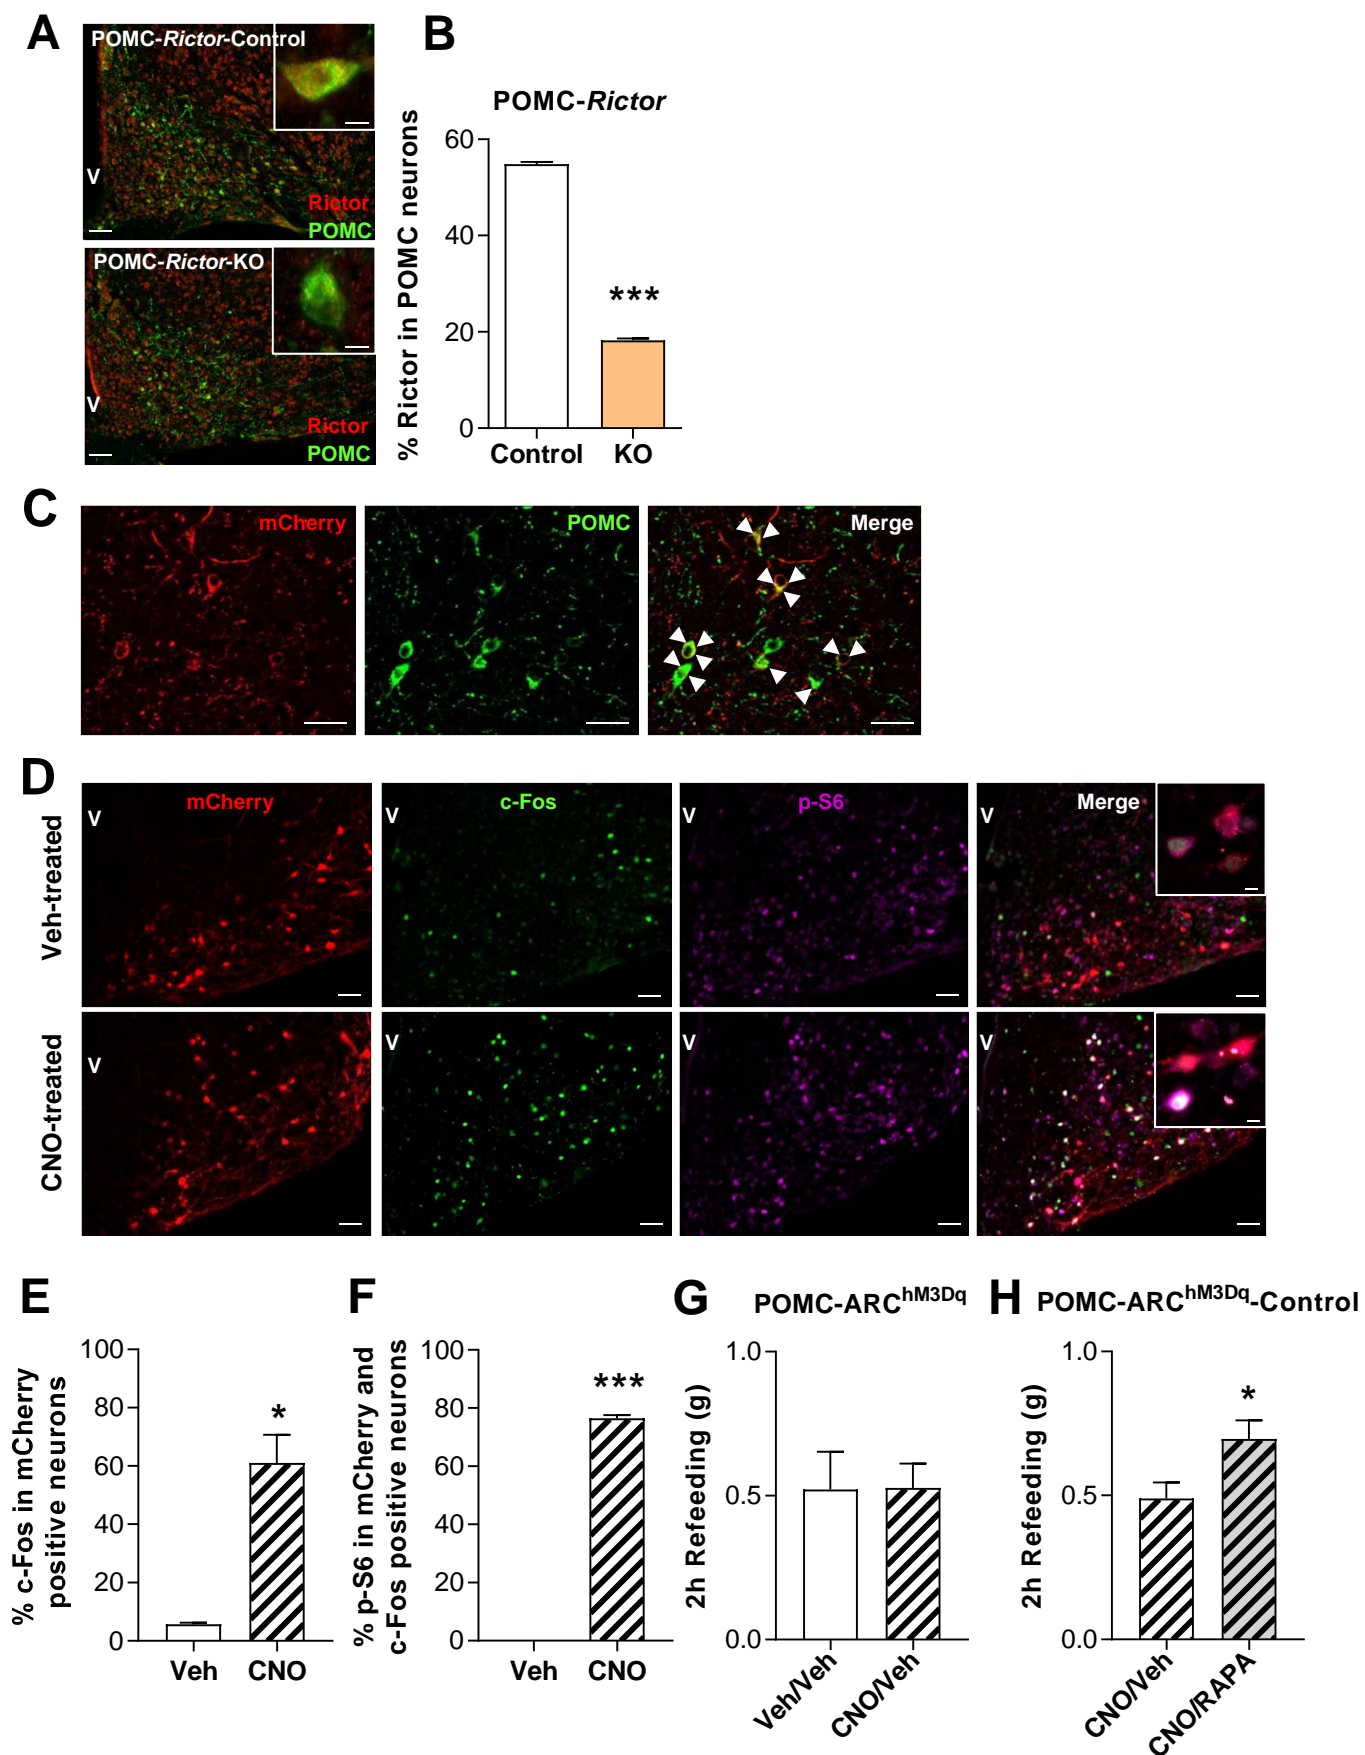 A
POMC-Rictor-Control
V
Rictor
POMC
POMC-Rictor-KO
V
Rictor
POMC
B
POMC-Rictor
% Rictor in POMC neurons
60
40
20
0
***
Control KO
C
mCherry
POMC
Merge
D
Veh-treated
V
mCherry
V
c-Fos
V
p-S6
V
Merge
CNO-treated
V
V
V
V
E
% c-Fos in mCherry
positive neurons
100
80
60
40
20
0
*
Veh CNO
F
% p-S6 in mCherry and
c-Fos positive neurons
100
80
60
40
20
0
***
Veh CNO
G
POMC-ARChM3Dq
2h Refeeding (g)
1.0
0.5
0.0
Veh/Veh
CNO/Veh
H
POMC-ARChM3Dq-Control
2h Refeeding (g)
1.0
0.5
0.0
*
CNO/Veh
CNO/RAPA